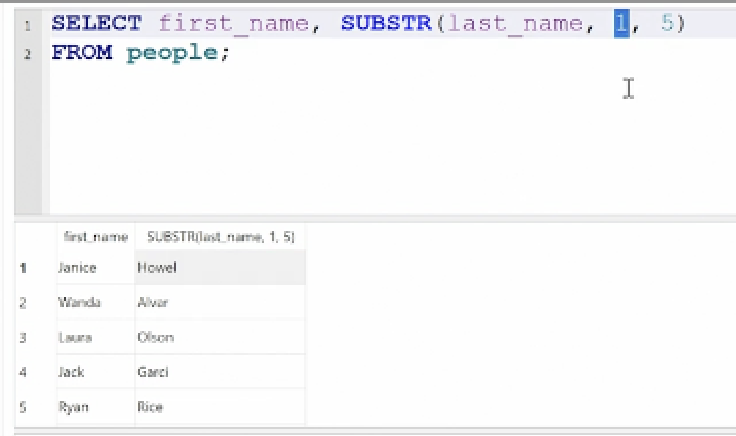 1 SELECT first_name, SUBSTR(last_name, 1, 5)
2 FROM people;
first_name SUBSTR(last_name, 1, 5)
1 Janice Howel
2 Wanda Alvar
3 Laura Olson
4 Jack Garci
5 Ryan Rice